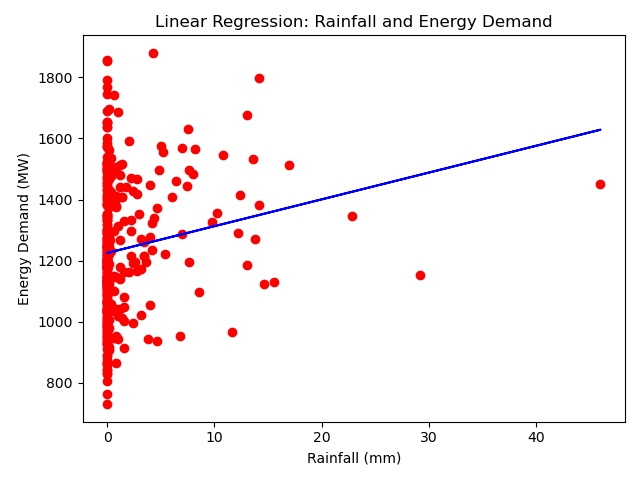 Linear Regression: Rainfall and Energy Demand
Energy Demand (MW)
1800
1600
1400
1200
1000
800
0 10 20 30 40
Rainfall (mm)